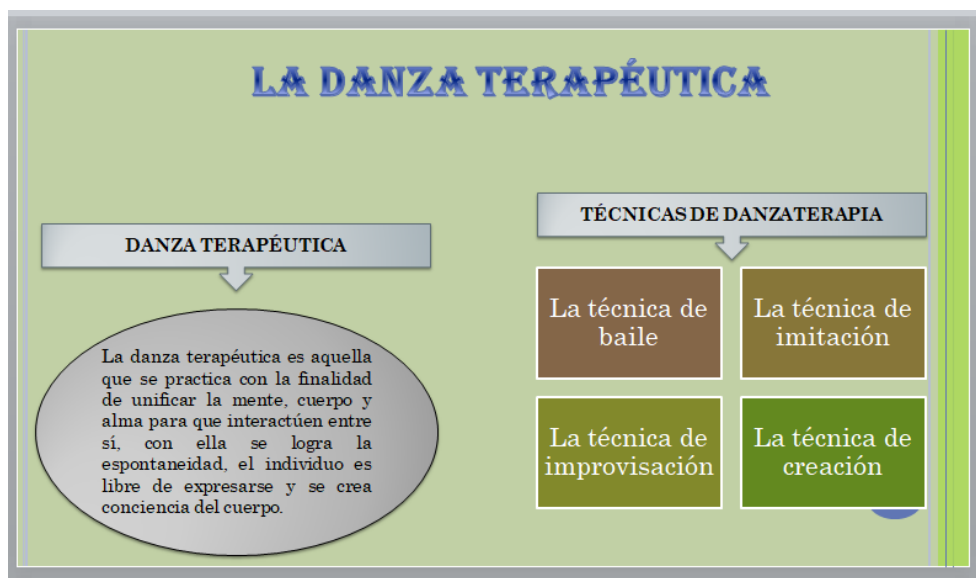 LA DANZA TERAPÉUTICA
DANZA TERAPÉUTICA
La danza terapéutica es aquella
que se practica con la finalidad
de unificar la mente, cuerpo y
alma para que interactúen entre
sí, con ella se logra la
espontaneidad, el individuo es
libre de expresarse y se crea
conciencia del cuerpo.
TÉCNICAS DE DANZATERAPIA
La técnica de
baile
La técnica de
imitación
La técnica de
improvisación
La técnica de
creación